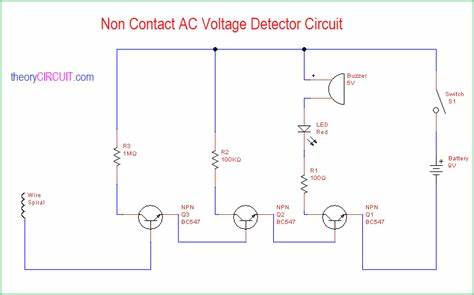 Non Contact AC Voltage Detector Circuit
theoryCIRCUIT.com
Buzzer
5V
Switch
S1
LED
Red
R3
1MΩ
R2
100KΩ
R1
100Ω
Battery
9V
Wire
Spiral
NPN
Q3
BC547
NPN
Q2
BC547
NPN
Q1
BC547